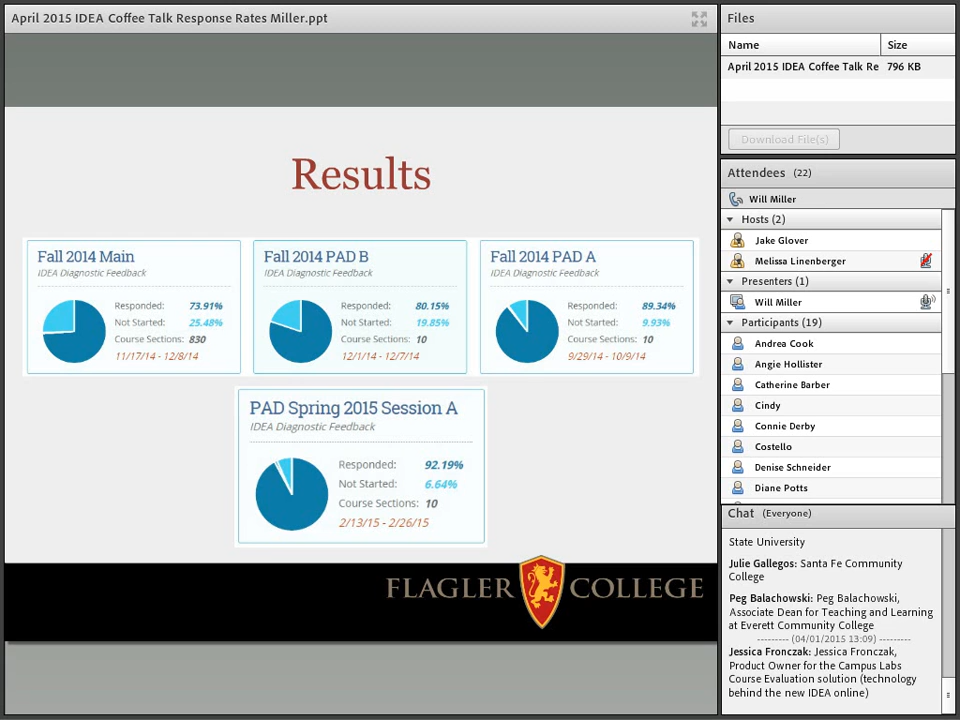 April 2015 IDEA Coffee Talk Response Rates Miller.ppt
Results
Fall 2014 Main
IDEA Diagnostic Feedback
Responded: 73.91%
Not Started: 25.48%
Course Sections: 830
11/17/14 - 12/8/14
Fall 2014 PAD B
IDEA Diagnostic Feedback
Responded: 80.15%
Not Started: 19.85%
Course Sections: 10
12/1/14 - 12/7/14
Fall 2014 PAD A
IDEA Diagnostic Feedback
Responded: 89.34%
Not Started: 9.93%
Course Sections: 10
9/29/14 - 10/9/14
PAD Spring 2015 Session A
IDEA Diagnostic Feedback
Responded: 92.19%
Not Started: 6.64%
Course Sections: 10
2/13/15 - 2/26/15
FLAGLER COLLEGE
Files
Name Size
April 2015 IDEA Coffee Talk Re 796 KB
Download File(s)
Attendees (22)
Will Miller
Hosts (2)
Jake Glover
Melissa Linenberger
Presenters (1)
Will Miller
Participants (19)
Andrea Cook
Angie Hollister
Catherine Barber
Cindy
Connie Derby
Costello
Denise Schneider
Diane Potts
Chat (Everyone)
State University
Julie Gallegos: Santa Fe Community
College
Peg Balachowski: Peg Balachowski,
Associate Dean for Teaching and Learning
at Everett Community College
--------- (04/01/2015 13:09) ---------
Jessica Fronczak: Jessica Fronczak,
Product Owner for the Campus Labs
Course Evaluation solution (technology
behind the new IDEA online)